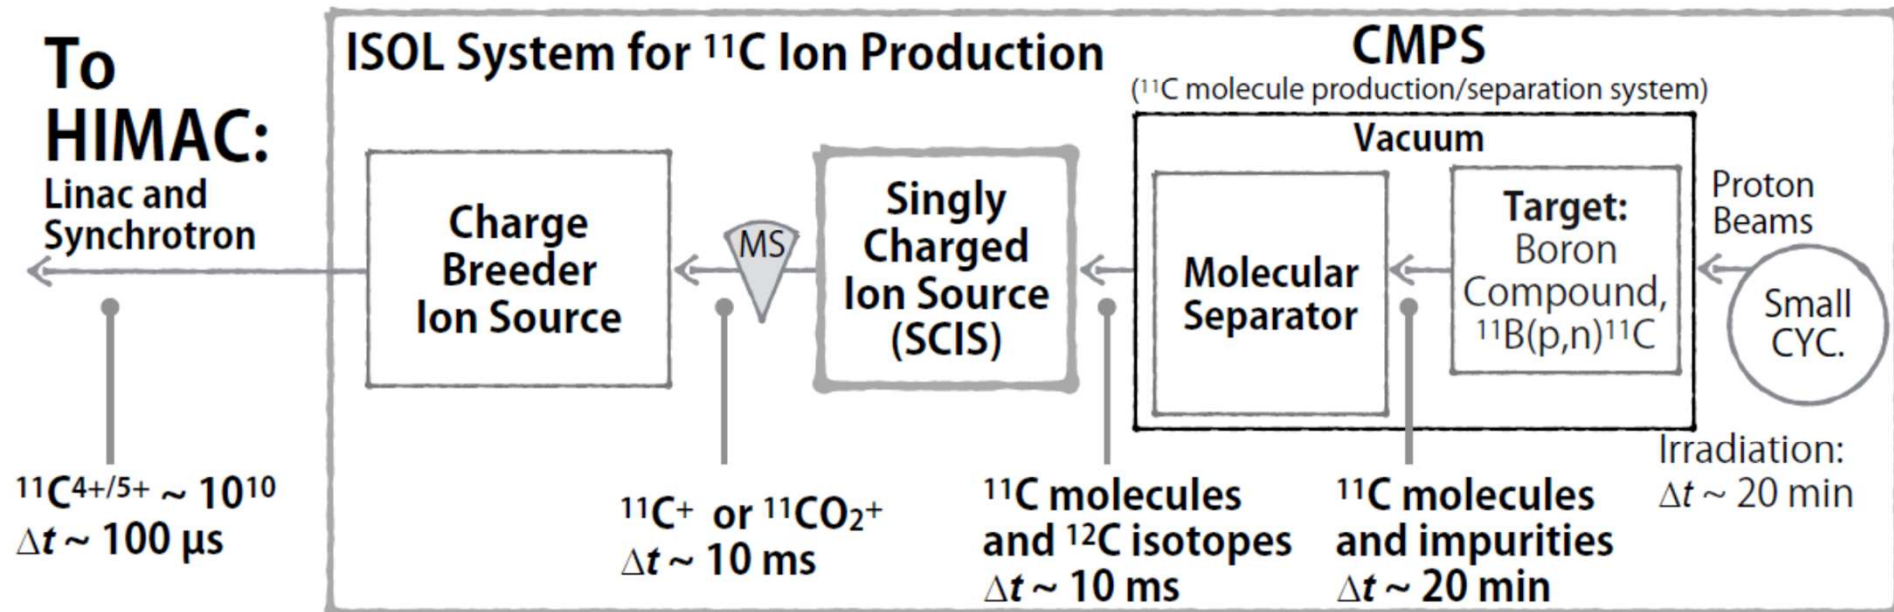 To
HIMAC:
Linac and
Synchrotron
ISOL System for ¹¹C Ion Production
CMPS
(¹¹C molecule production/separation system)
Vacuum
Charge
Breeder
Ion Source
MS
Singly
Charged
Ion Source
(SCIS)
Molecular
Separator
Target:
Boron
Compound,
¹¹B(p,n)¹¹C
Proton
Beams
Small
CYC.
¹¹C⁴⁺/⁵⁺ ~ 10¹⁰
Δt ~ 100 μs
¹¹C⁺ or ¹¹CO₂⁺
Δt ~ 10 ms
¹¹C molecules
and ¹²C isotopes
Δt ~ 10 ms
¹¹C molecules
and impurities
Δt ~ 20 min
Irradiation:
Δt ~ 20 min